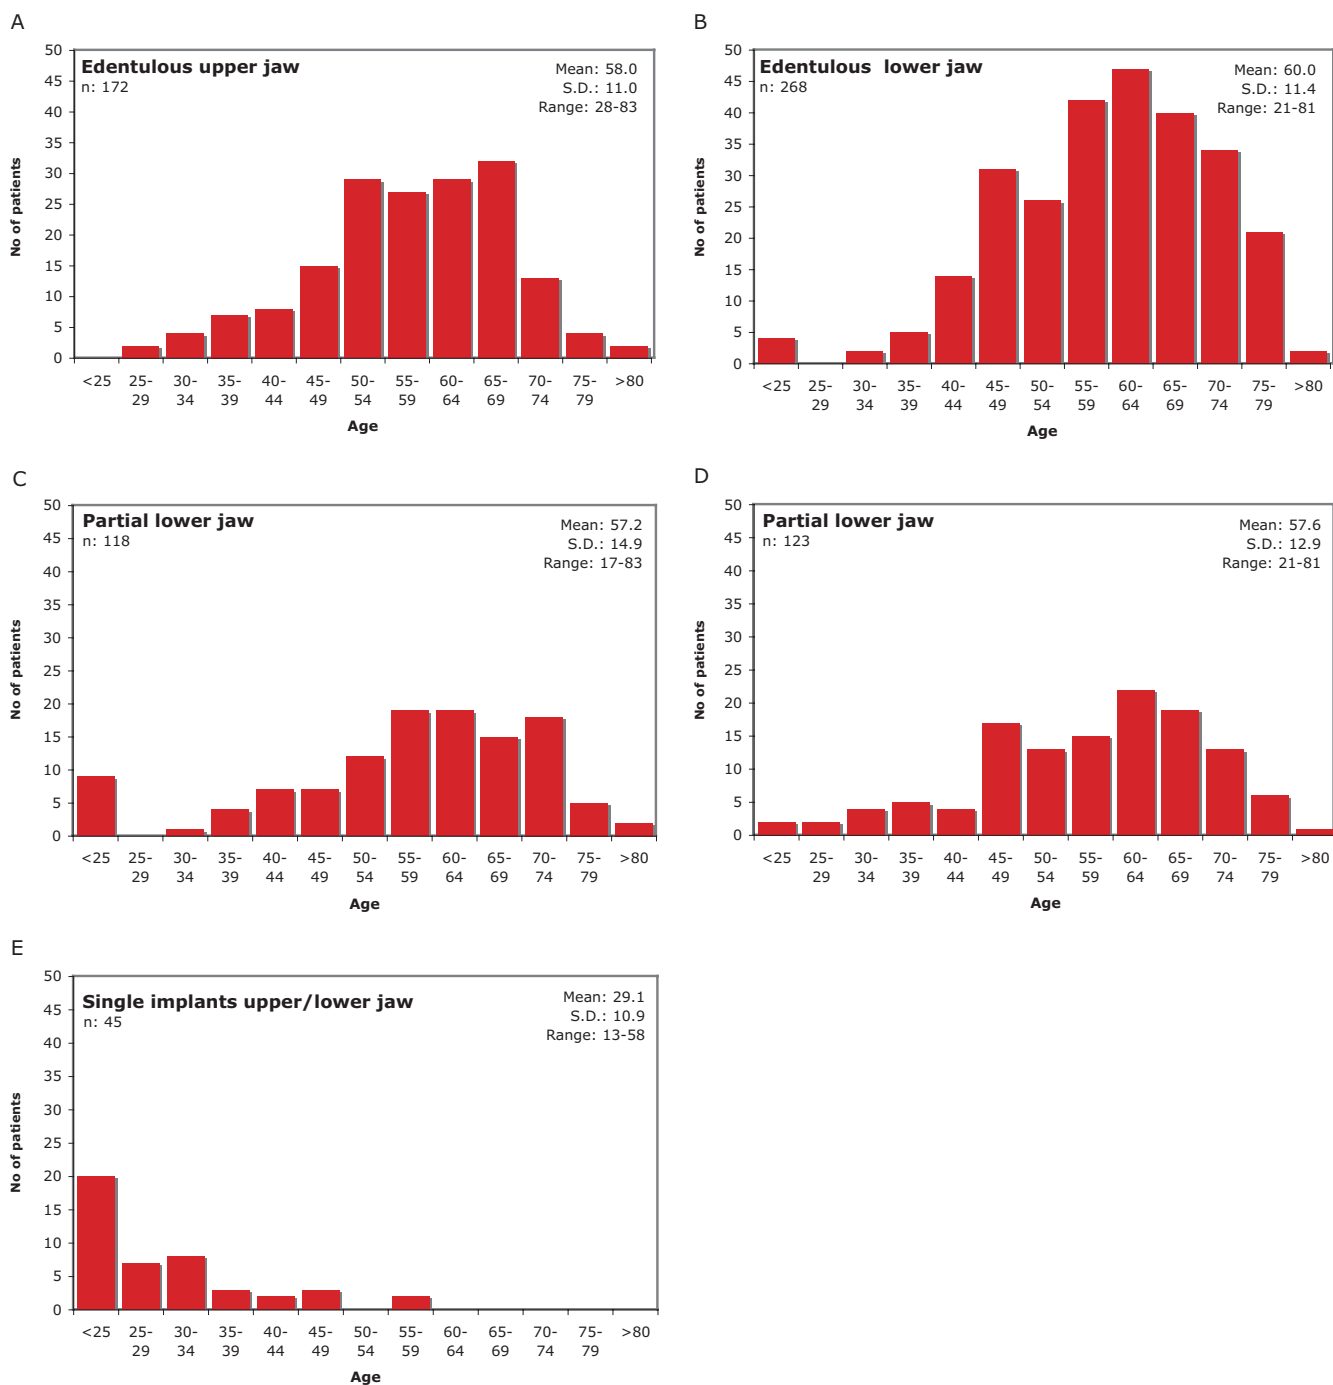 A
Edentulous upper jaw
n: 172
Mean: 58.0
S.D.: 11.0
Range: 28-83
No of patients
50
45
40
35
30
25
20
15
10
5
0
<25 25- 30- 35- 40- 45- 50- 55- 60- 65- 70- 75- >80
29 34 39 44 49 54 59 64 69 74 79
Age
B
Edentulous lower jaw
n: 268
Mean: 60.0
S.D.: 11.4
Range: 21-81
No of patients
50
45
40
35
30
25
20
15
10
5
0
<25 25- 30- 35- 40- 45- 50- 55- 60- 65- 70- 75- >80
29 34 39 44 49 54 59 64 69 74 79
Age
C
Partial lower jaw
n: 118
Mean: 57.2
S.D.: 14.9
Range: 17-83
No of patients
50
45
40
35
30
25
20
15
10
5
0
<25 25- 30- 35- 40- 45- 50- 55- 60- 65- 70- 75- >80
29 34 39 44 49 54 59 64 69 74 79
Age
D
Partial lower jaw
n: 123
Mean: 57.6
S.D.: 12.9
Range: 21-81
No of patients
50
45
40
35
30
25
20
15
10
5
0
<25 25- 30- 35- 40- 45- 50- 55- 60- 65- 70- 75- >80
29 34 39 44 49 54 59 64 69 74 79
Age
E
Single implants upper/lower jaw
n: 45
Mean: 29.1
S.D.: 10.9
Range: 13-58
No of patients
50
45
40
35
30
25
20
15
10
5
0
<25 25- 30- 35- 40- 45- 50- 55- 60- 65- 70- 75- >80
29 34 39 44 49 54 59 64 69 74 79
Age